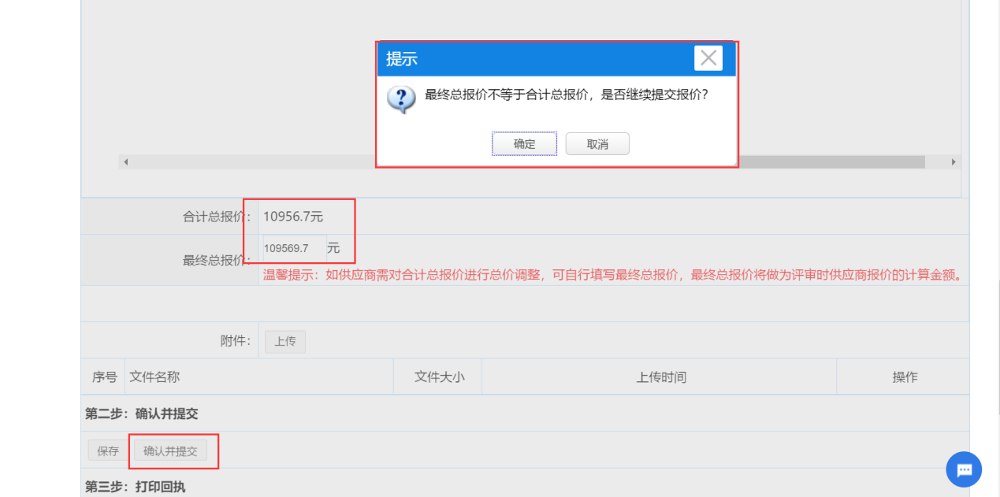 提示
最终总报价不等于合计总报价，是否继续提交报价？
确定 取消
合计总报价： 10956.7元
最终总报价： 109569.7 元
温馨提示：如供应商需对合计总报价进行总价调整，可自行填写最终总报价，最终总报价将做为评审时供应商报价的计算金额。
附件： 上传
序号 文件名称 文件大小 上传时间 操作
第二步：确认并提交
保存 确认并提交
第三步：打印回执